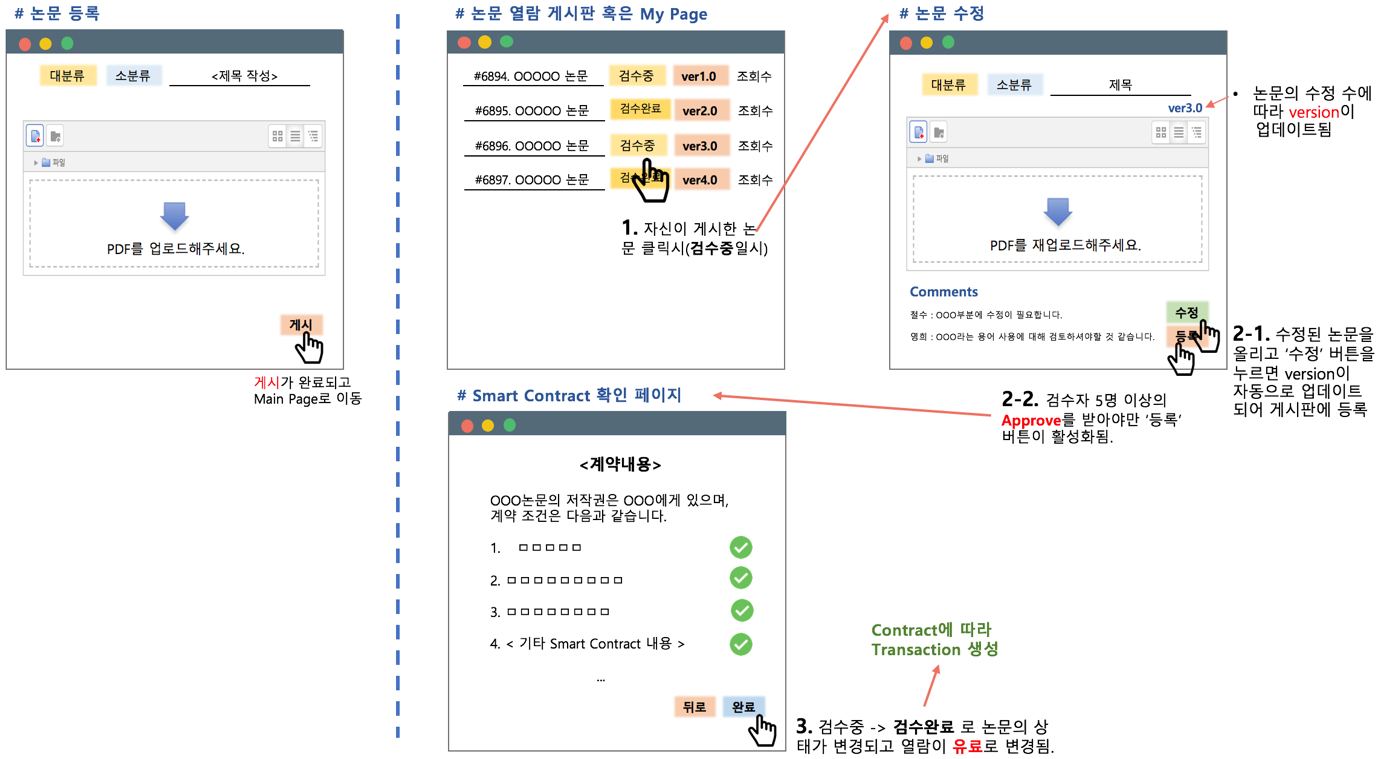 # 논문 등록
대분류 소분류 <제목 작성>
파일
PDF를 업로드해주세요.
게시
게시가 완료되고
Main Page로 이동
# 논문 열람 게시판 혹은 My Page
#6894. OOOOO 논문 검수중 ver1.0 조회수
#6895. OOOOO 논문 검수완료 ver2.0 조회수
#6896. OOOOO 논문 검수중 ver3.0 조회수
#6897. OOOOO 논문 검수완료 ver4.0 조회수
1. 자신이 게시한 논
문 클릭시(검수중일시)
# 논문 수정
대분류 소분류 제목
ver3.0
파일
PDF를 재업로드해주세요.
Comments
철수 : OOO부분에 수정이 필요합니다.
영희 : OOO라는 용어 사용에 대해 검토하셔야할 것 같습니다.
수정
등록
• 논문의 수정 수에
따라 version이
업데이트됨
2-1. 수정된 논문을
올리고 ‘수정’ 버튼을
누르면 version이
자동으로 업데이트
되어 게시판에 등록
2-2. 검수자 5명 이상의
Approve를 받아야만 ‘등록’
버튼이 활성화됨.
# Smart Contract 확인 페이지
<계약내용>
OOO논문의 저작권은 OOO에게 있으며,
계약 조건은 다음과 같습니다.
1. ㅁㅁㅁㅁㅁ
2. ㅁㅁㅁㅁㅁㅁㅁㅁㅁ
3. ㅁㅁㅁㅁㅁㅁㅁㅁ
4. < 기타 Smart Contract 내용 >
...
뒤로 완료
Contract에 따라
Transaction 생성
3. 검수중 -> 검수완료 로 논문의 상
태가 변경되고 열람이 유료로 변경됨.